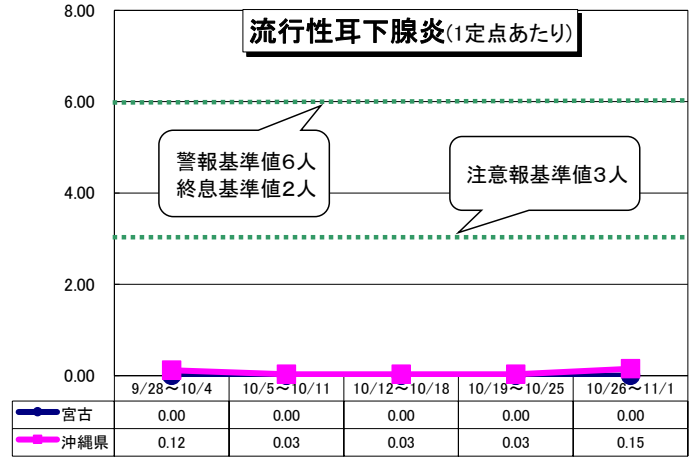 流行性耳下腺炎(1定点あたり)
8.00
6.00
警報基準値6人
終息基準値2人
注意報基準値3人
4.00
2.00
0.00
9/28～10/4 10/5～10/11 10/12～10/18 10/19～10/25 10/26～11/1
宮古 0.00 0.00 0.00 0.00 0.00
沖縄県 0.12 0.03 0.03 0.03 0.15